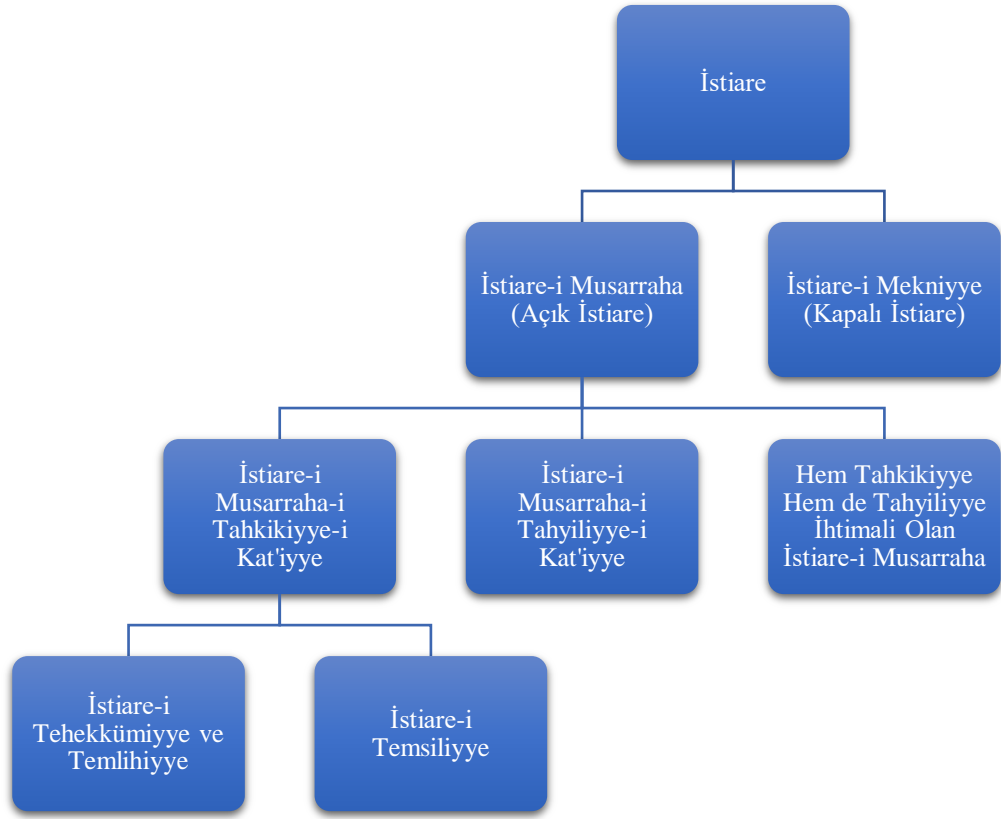 İstiare
İstiare-i Musarraha
(Açık İstiare)
İstiare-i Mekniyye
(Kapalı İstiare)
İstiare-i
Musarraha-i
Tahkikiyye-i
Kat'iyye
İstiare-i
Musarraha-i
Tahyiliyye-i
Kat'iyye
Hem Tahkikiyye
Hem de Tahyiliyye
İhtimali Olan
İstiare-i Musarraha
İstiare-i
Tehekkümiyye ve
Temlihiyye
İstiare-i
Temsiliyye